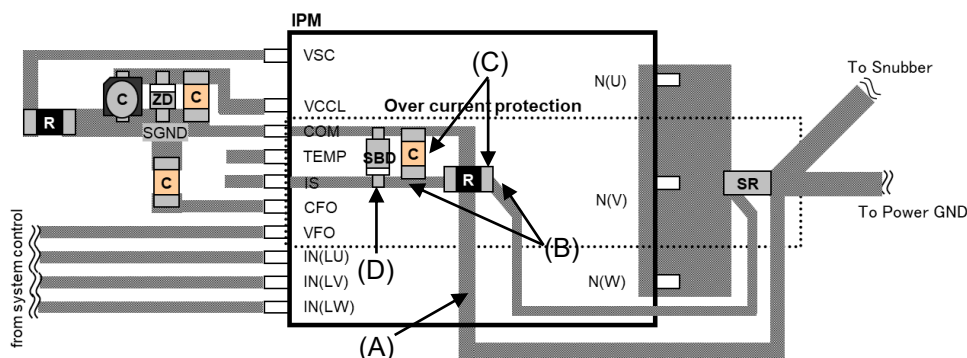 IPM
VSC
To Snubber
(C)
N(U)
C
ZD
C
VCCL
Over current protection
R
COM
SGND
TEMP
SBD
C
R
SR
C
IS
N(V)
CFO
To Power GND
VFO
(D)
(B)
from system control
IN(LU)
IN(LV)
N(W)
IN(LW)
(A)